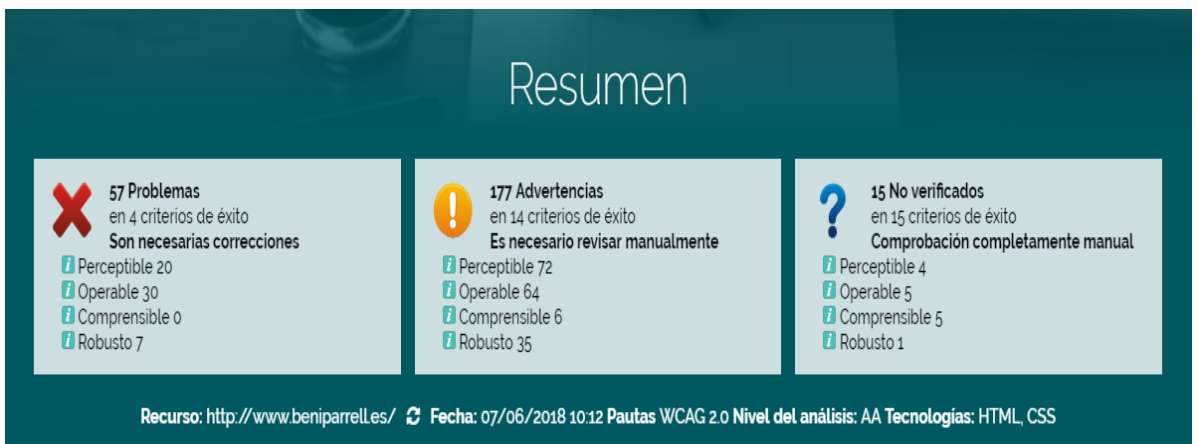 Resumen
57 Problemas
en 4 criterios de éxito
Son necesarias correcciones
Perceptible 20
Operable 30
Comprensible 0
Robusto 7
177 Advertencias
en 14 criterios de éxito
Es necesario revisar manualmente
Perceptible 72
Operable 64
Comprensible 6
Robusto 35
15 No verificados
en 15 criterios de éxito
Comprobación completamente manual
Perceptible 4
Operable 5
Comprensible 5
Robusto 1
Recurso: http://www.beniparrell.es/ Fecha: 07/06/2018 10:12 Pautas WCAG 2.0 Nivel del análisis: AA Tecnologías: HTML, CSS